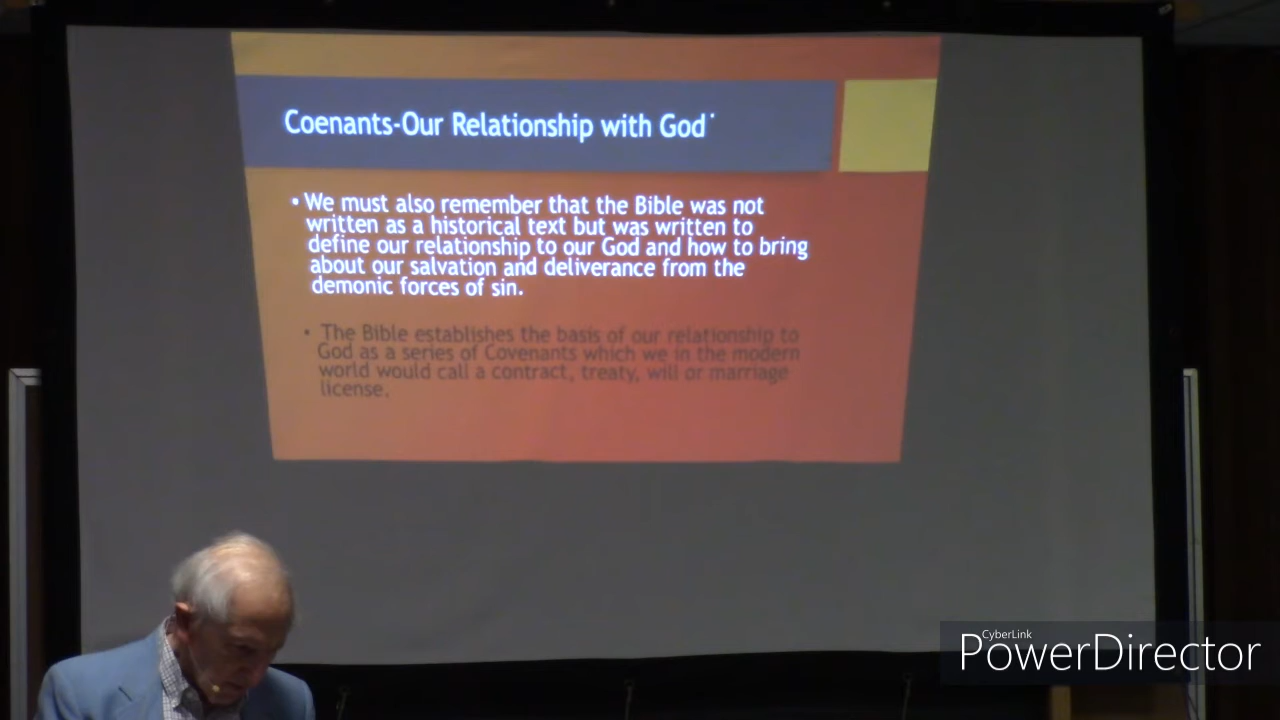 Coenants-Our Relationship with God
• We must also remember that the Bible was not
written as a historical text but was written to
define our relationship to our God and how to bring
about our salvation and deliverance from the
demonic forces of sin.
• The Bible establishes the basis of our relationship to
God as a series of Covenants which we in the modern
world would call a contract, treaty, will or marriage
license.
CyberLink
PowerDirector